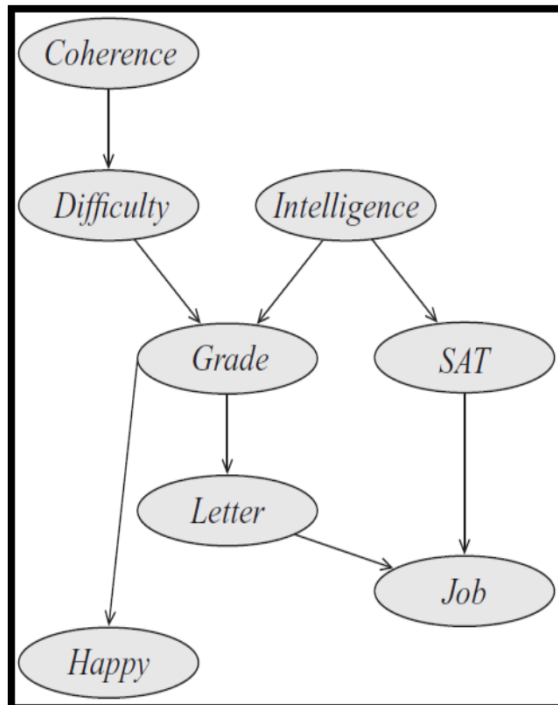 Coherence
Difficulty
Intelligence
Grade
SAT
Letter
Job
Happy